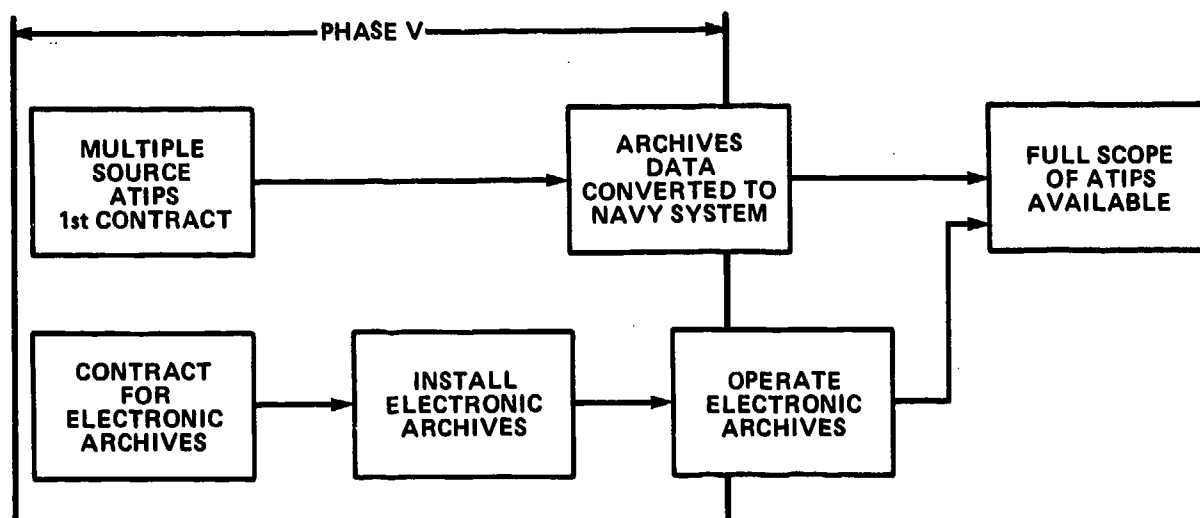 PHASE V
MULTIPLE
SOURCE
ATIPS
1st CONTRACT
ARCHIVES
DATA
CONVERTED TO
NAVY SYSTEM
FULL SCOPE
OF ATIPS
AVAILABLE
CONTRACT
FOR
ELECTRONIC
ARCHIVES
INSTALL
ELECTRONIC
ARCHIVES
OPERATE
ELECTRONIC
ARCHIVES